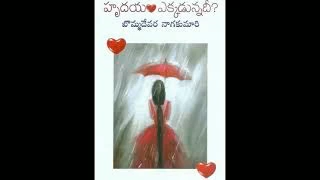 హృదయం ఎక్కడున్నదీ?
బొమ్మదేవర నాగకుమారి